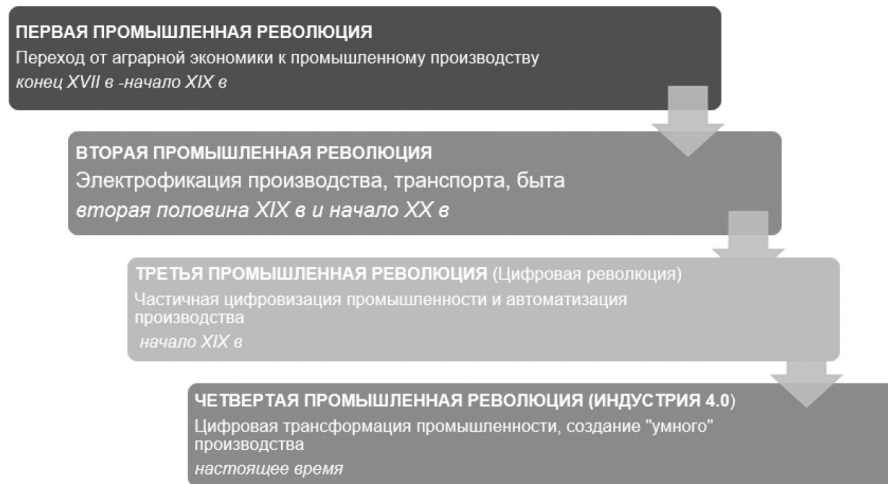 ПЕРВАЯ ПРОМЫШЛЕННАЯ РЕВОЛЮЦИЯ
Переход от аграрной экономики к промышленному производству
конец XVII в -начало XIX в
ВТОРАЯ ПРОМЫШЛЕННАЯ РЕВОЛЮЦИЯ
Электрофикация производства, транспорта, быта
вторая половина XIX в и начало XX в
ТРЕТЬЯ ПРОМЫШЛЕННАЯ РЕВОЛЮЦИЯ (Цифровая революция)
Частичная цифровизация промышленности и автоматизация
производства
начало XIX в
ЧЕТВЕРТАЯ ПРОМЫШЛЕННАЯ РЕВОЛЮЦИЯ (ИНДУСТРИЯ 4.0)
Цифровая трансформация промышленности, создание "умного"
производства
настоящее время